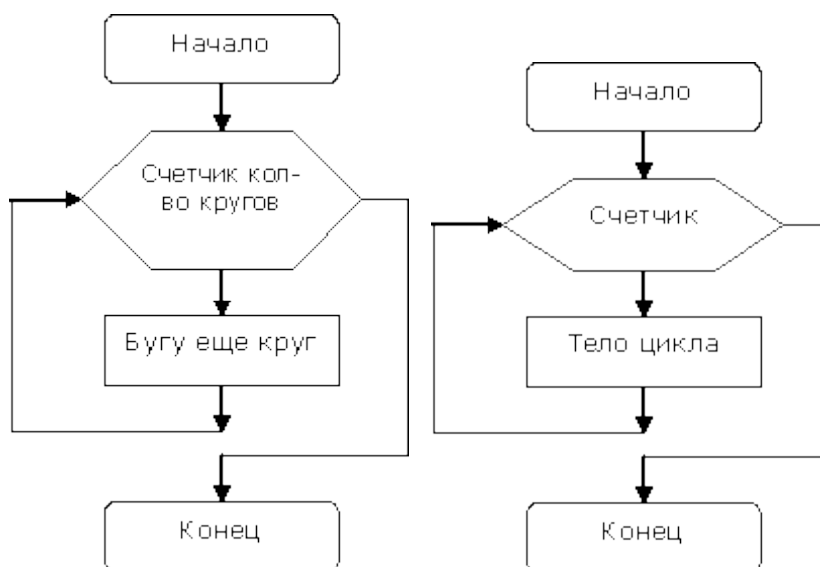 Начало
Счетчик кол-
во кругов
Бугу еще круг
Конец
Начало
Счетчик
Тело цикла
Конец